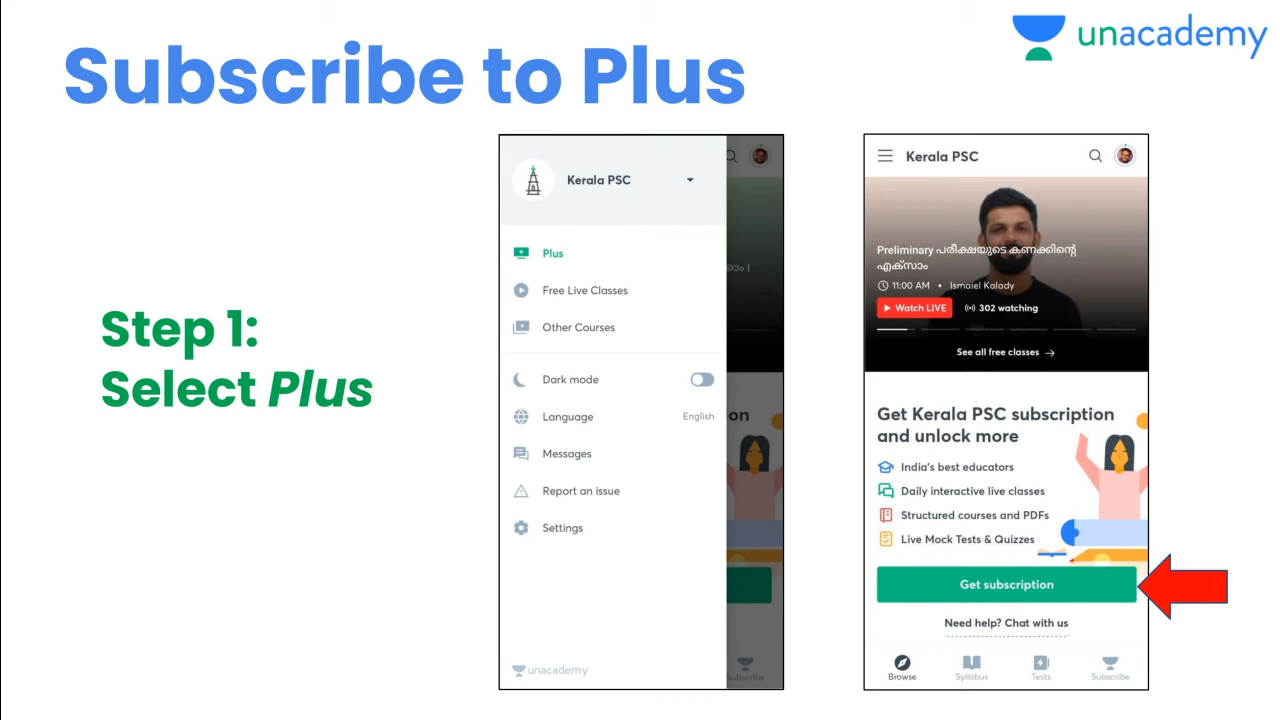 unacademy
Subscribe to Plus
Step 1:
Select Plus
Kerala PSC
Plus
Free Live Classes
Other Courses
Dark mode
Language English
Messages
Report an issue
Settings
unacademy
on
Subscribe
Kerala PSC
Preliminary പരീക്ഷയുടെ കണക്കിന്റെ
എക്സാം
11:00 AM • Ismaiel Kalady
Watch LIVE 302 watching
See all free classes →
Get Kerala PSC subscription
and unlock more
India's best educators
Daily interactive live classes
Structured courses and PDFs
Live Mock Tests & Quizzes
Get subscription
Need help? Chat with us
Browse Syllabus Tests Subscribe